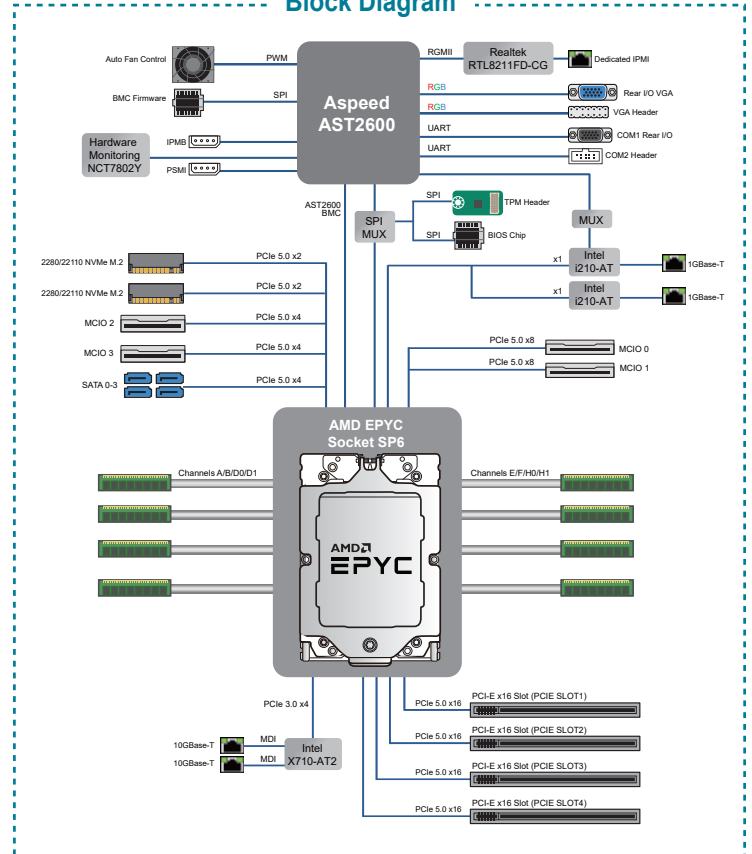 Block Diagram
Auto Fan Control
PWM
BMC Firmware
SPI
Aspeed
AST2600
RGMII
Realtek
RTL8211FD-CG
Dedicated IPMI
RGB
Rear I/O VGA
RGB
VGA Header
UART
COM1 Rear I/O
UART
COM2 Header
Hardware
Monitoring
NCT7802Y
IPMB
PSMI
AST2600
BMC
SPI
MUX
SPI
TPM Header
SPI
BIOS Chip
MUX
x1
Intel
i210-AT
1GBase-T
x1
Intel
i210-AT
1GBase-T
2280/22110 NVMe M.2
PCIe 5.0 x2
2280/22110 NVMe M.2
PCIe 5.0 x2
MCIO 2
PCIe 5.0 x4
MCIO 3
PCIe 5.0 x4
SATA 0-3
PCIe 5.0 x4
PCIe 5.0 x8
MCIO 0
PCIe 5.0 x8
MCIO 1
AMD EPYC
Socket SP6
Channels A/B/D0/D1
Channels E/F/H0/H1
AMD
EPYC
PCIe 3.0 x4
10GBase-T
MDI
10GBase-T
MDI
Intel
X710-AT2
PCIe 5.0 x16
PCI-E x16 Slot (PCIE SLOT1)
PCIe 5.0 x16
PCI-E x16 Slot (PCIE SLOT2)
PCIe 5.0 x16
PCI-E x16 Slot (PCIE SLOT3)
PCIe 5.0 x16
PCI-E x16 Slot (PCIE SLOT4)